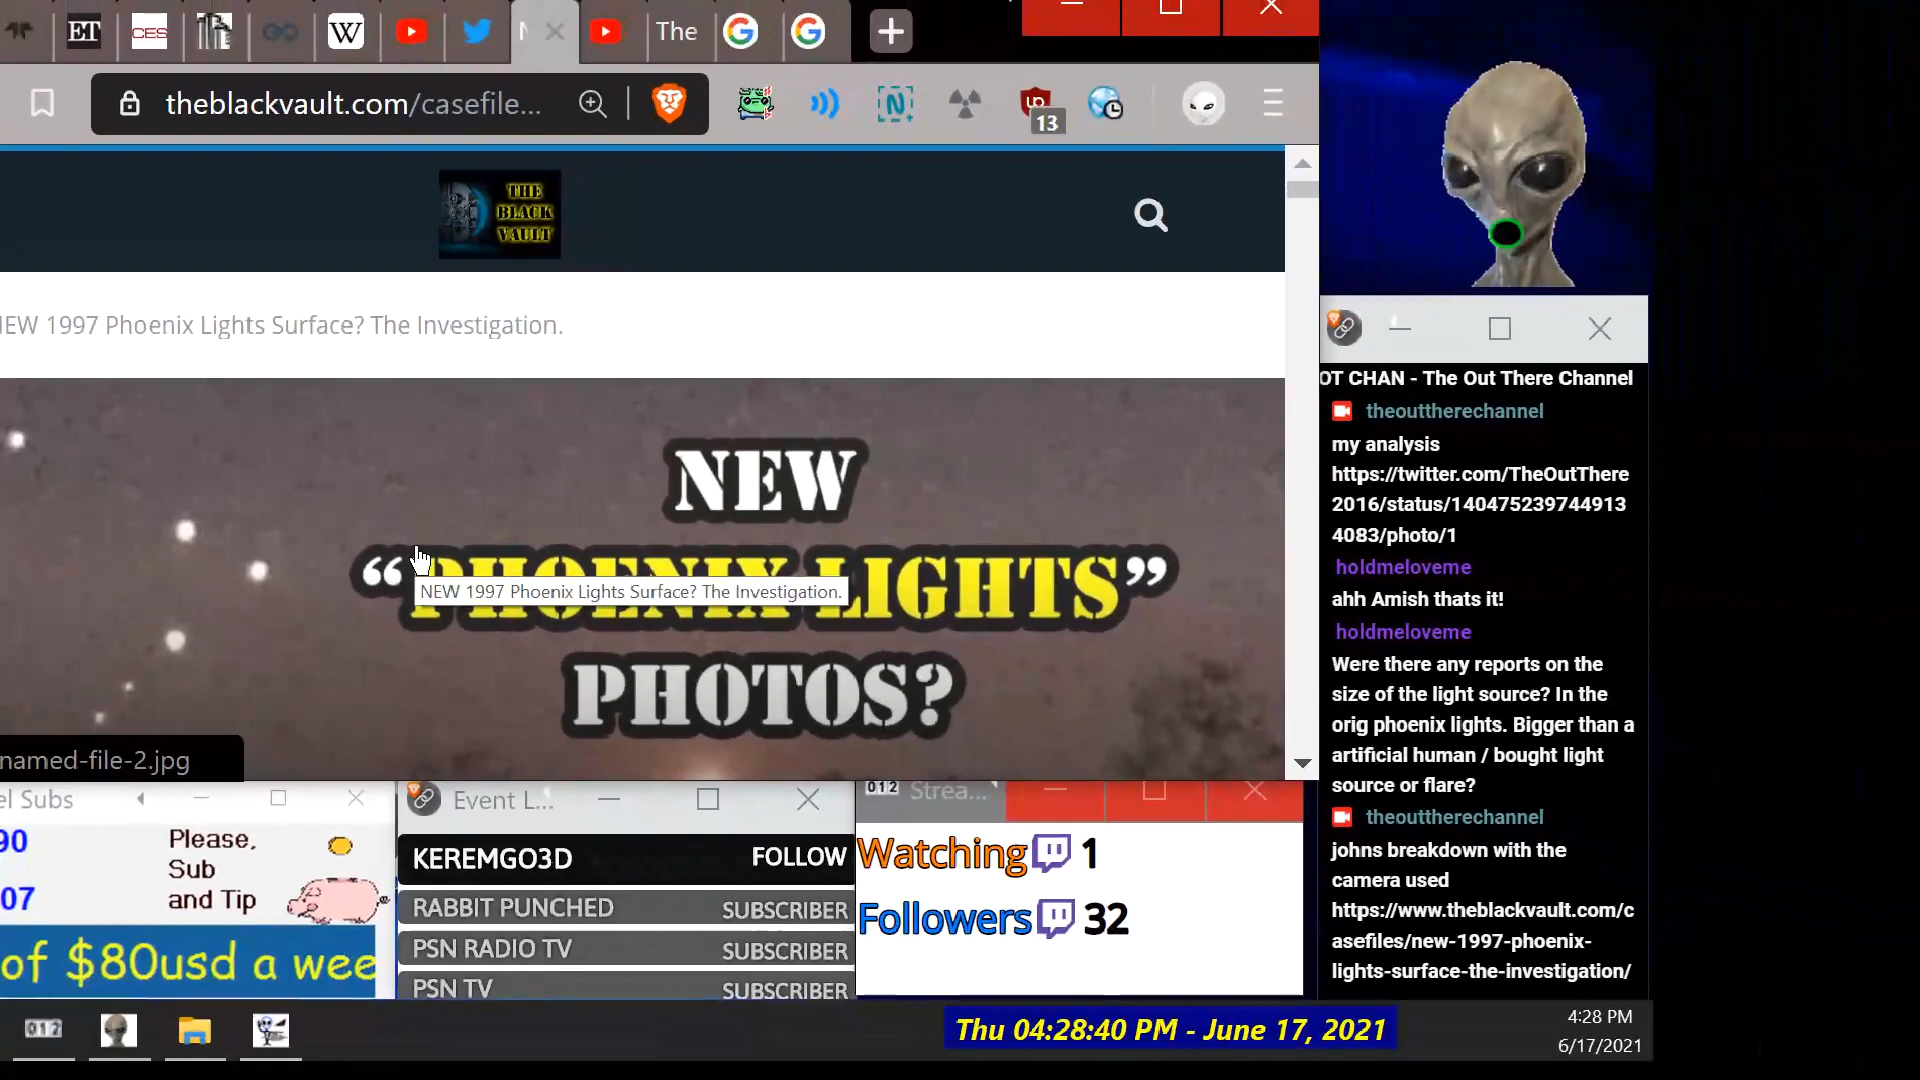 ET
CES
W
N
The
theblackvault.com/casefile...
N
UD
13
THE
BLACK
VAULT
IEW 1997 Phoenix Lights Surface? The Investigation.
NEW
“PHOENIX LIGHTS”
NEW 1997 Phoenix Lights Surface? The Investigation.
PHOTOS?
named-file-2.jpg
OT CHAN - The Out There Channel
theouttherechannel
my analysis
https://twitter.com/TheOutThere
2016/status/140475239744913
4083/photo/1
holdmeloveme
ahh Amish thats it!
holdmeloveme
Were there any reports on the
size of the light source? In the
orig phoenix lights. Bigger than a
artificial human / bought light
source or flare?
theouttherechannel
johns breakdown with the
camera used
https://www.theblackvault.com/c
asefiles/new-1997-phoenix-
lights-surface-the-investigation/
el Subs
90
07
Please,
Sub
and Tip
of $80usd a wee
Event L...
KEREMGO3D FOLLOW
RABBIT PUNCHED SUBSCRIBER
PSN RADIO TV SUBSCRIBER
PSN TV SUBSCRIBER
012 Strea...
Watching 1
Followers 32
012
Thu 04:28:40 PM - June 17, 2021
4:28 PM
6/17/2021